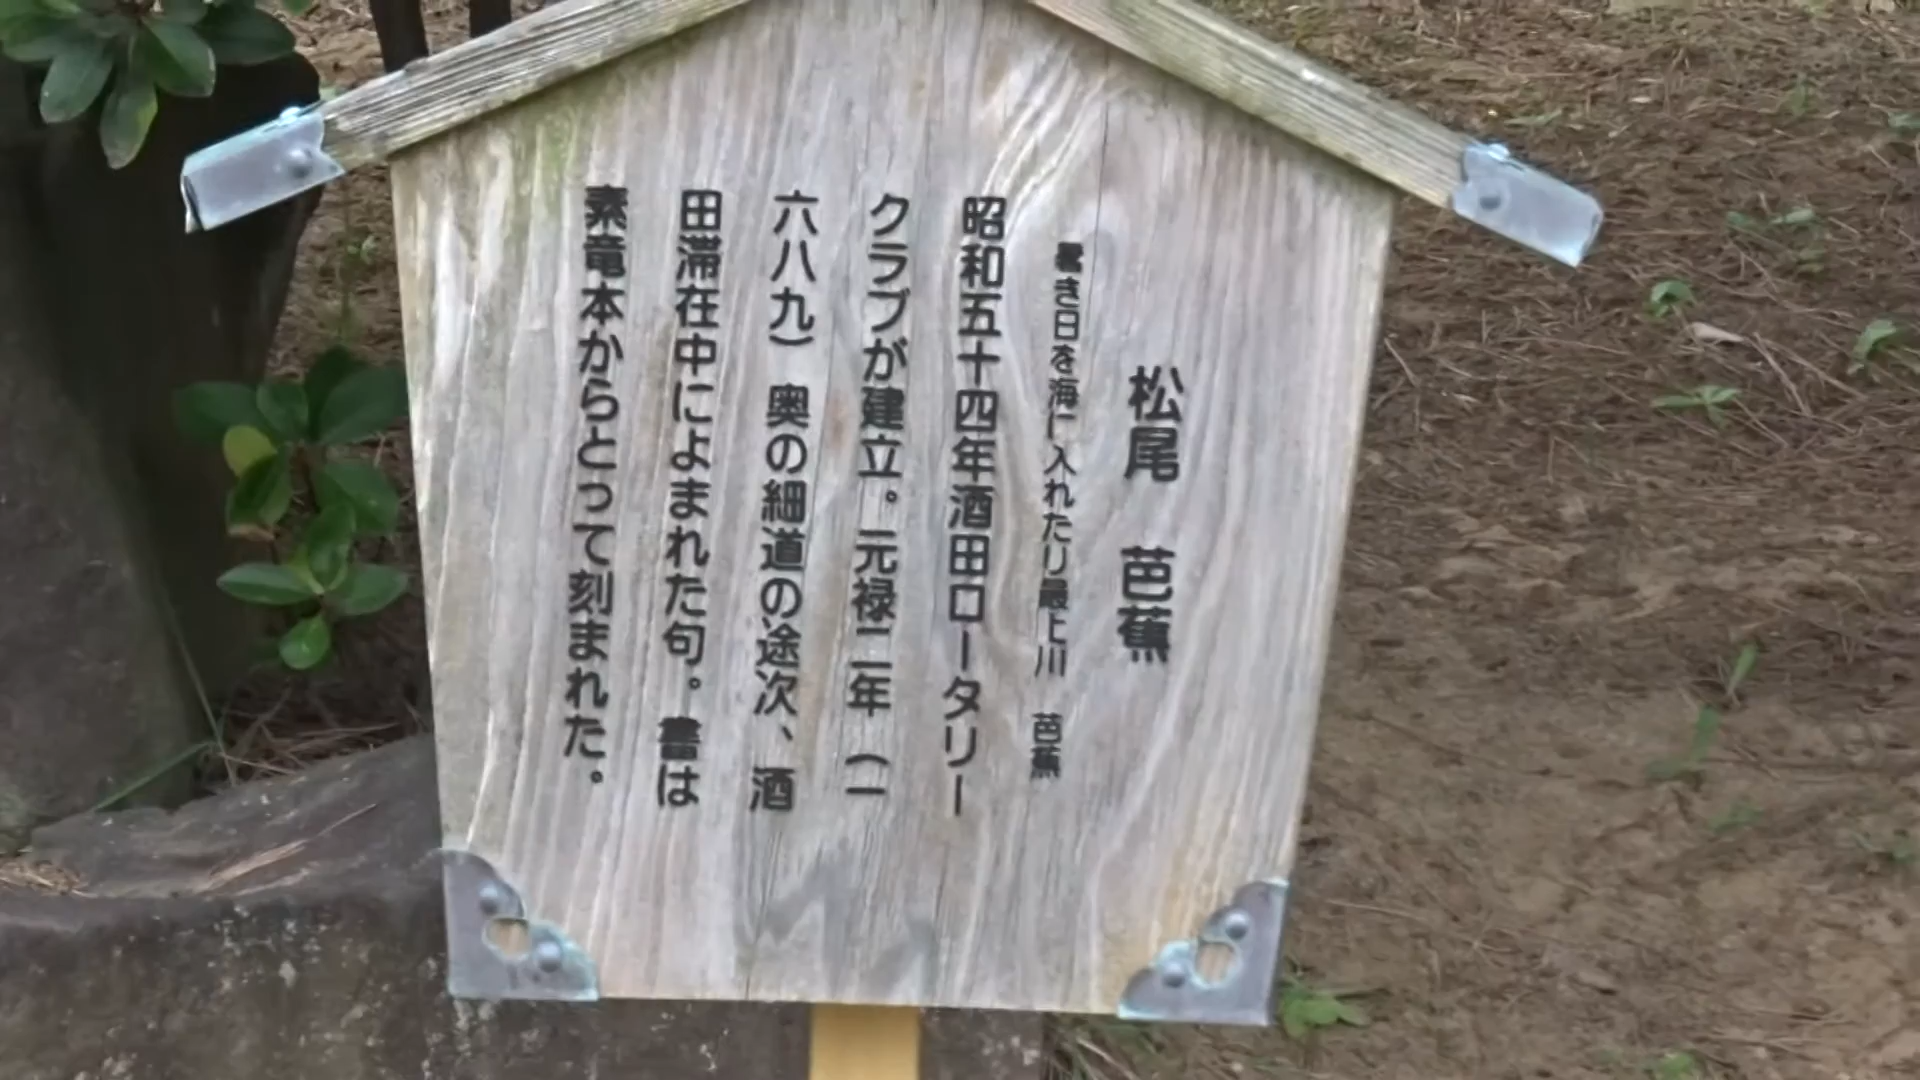 松尾 芭蕉
暑き日を海に入れたり最上川 芭蕉
昭和五十四年酒田ロータリー
クラブが建立。元禄二年(一
六八九)奥の細道の途次、酒
田滞在中によまれた句。書は
素竜本からとって刻まれた。